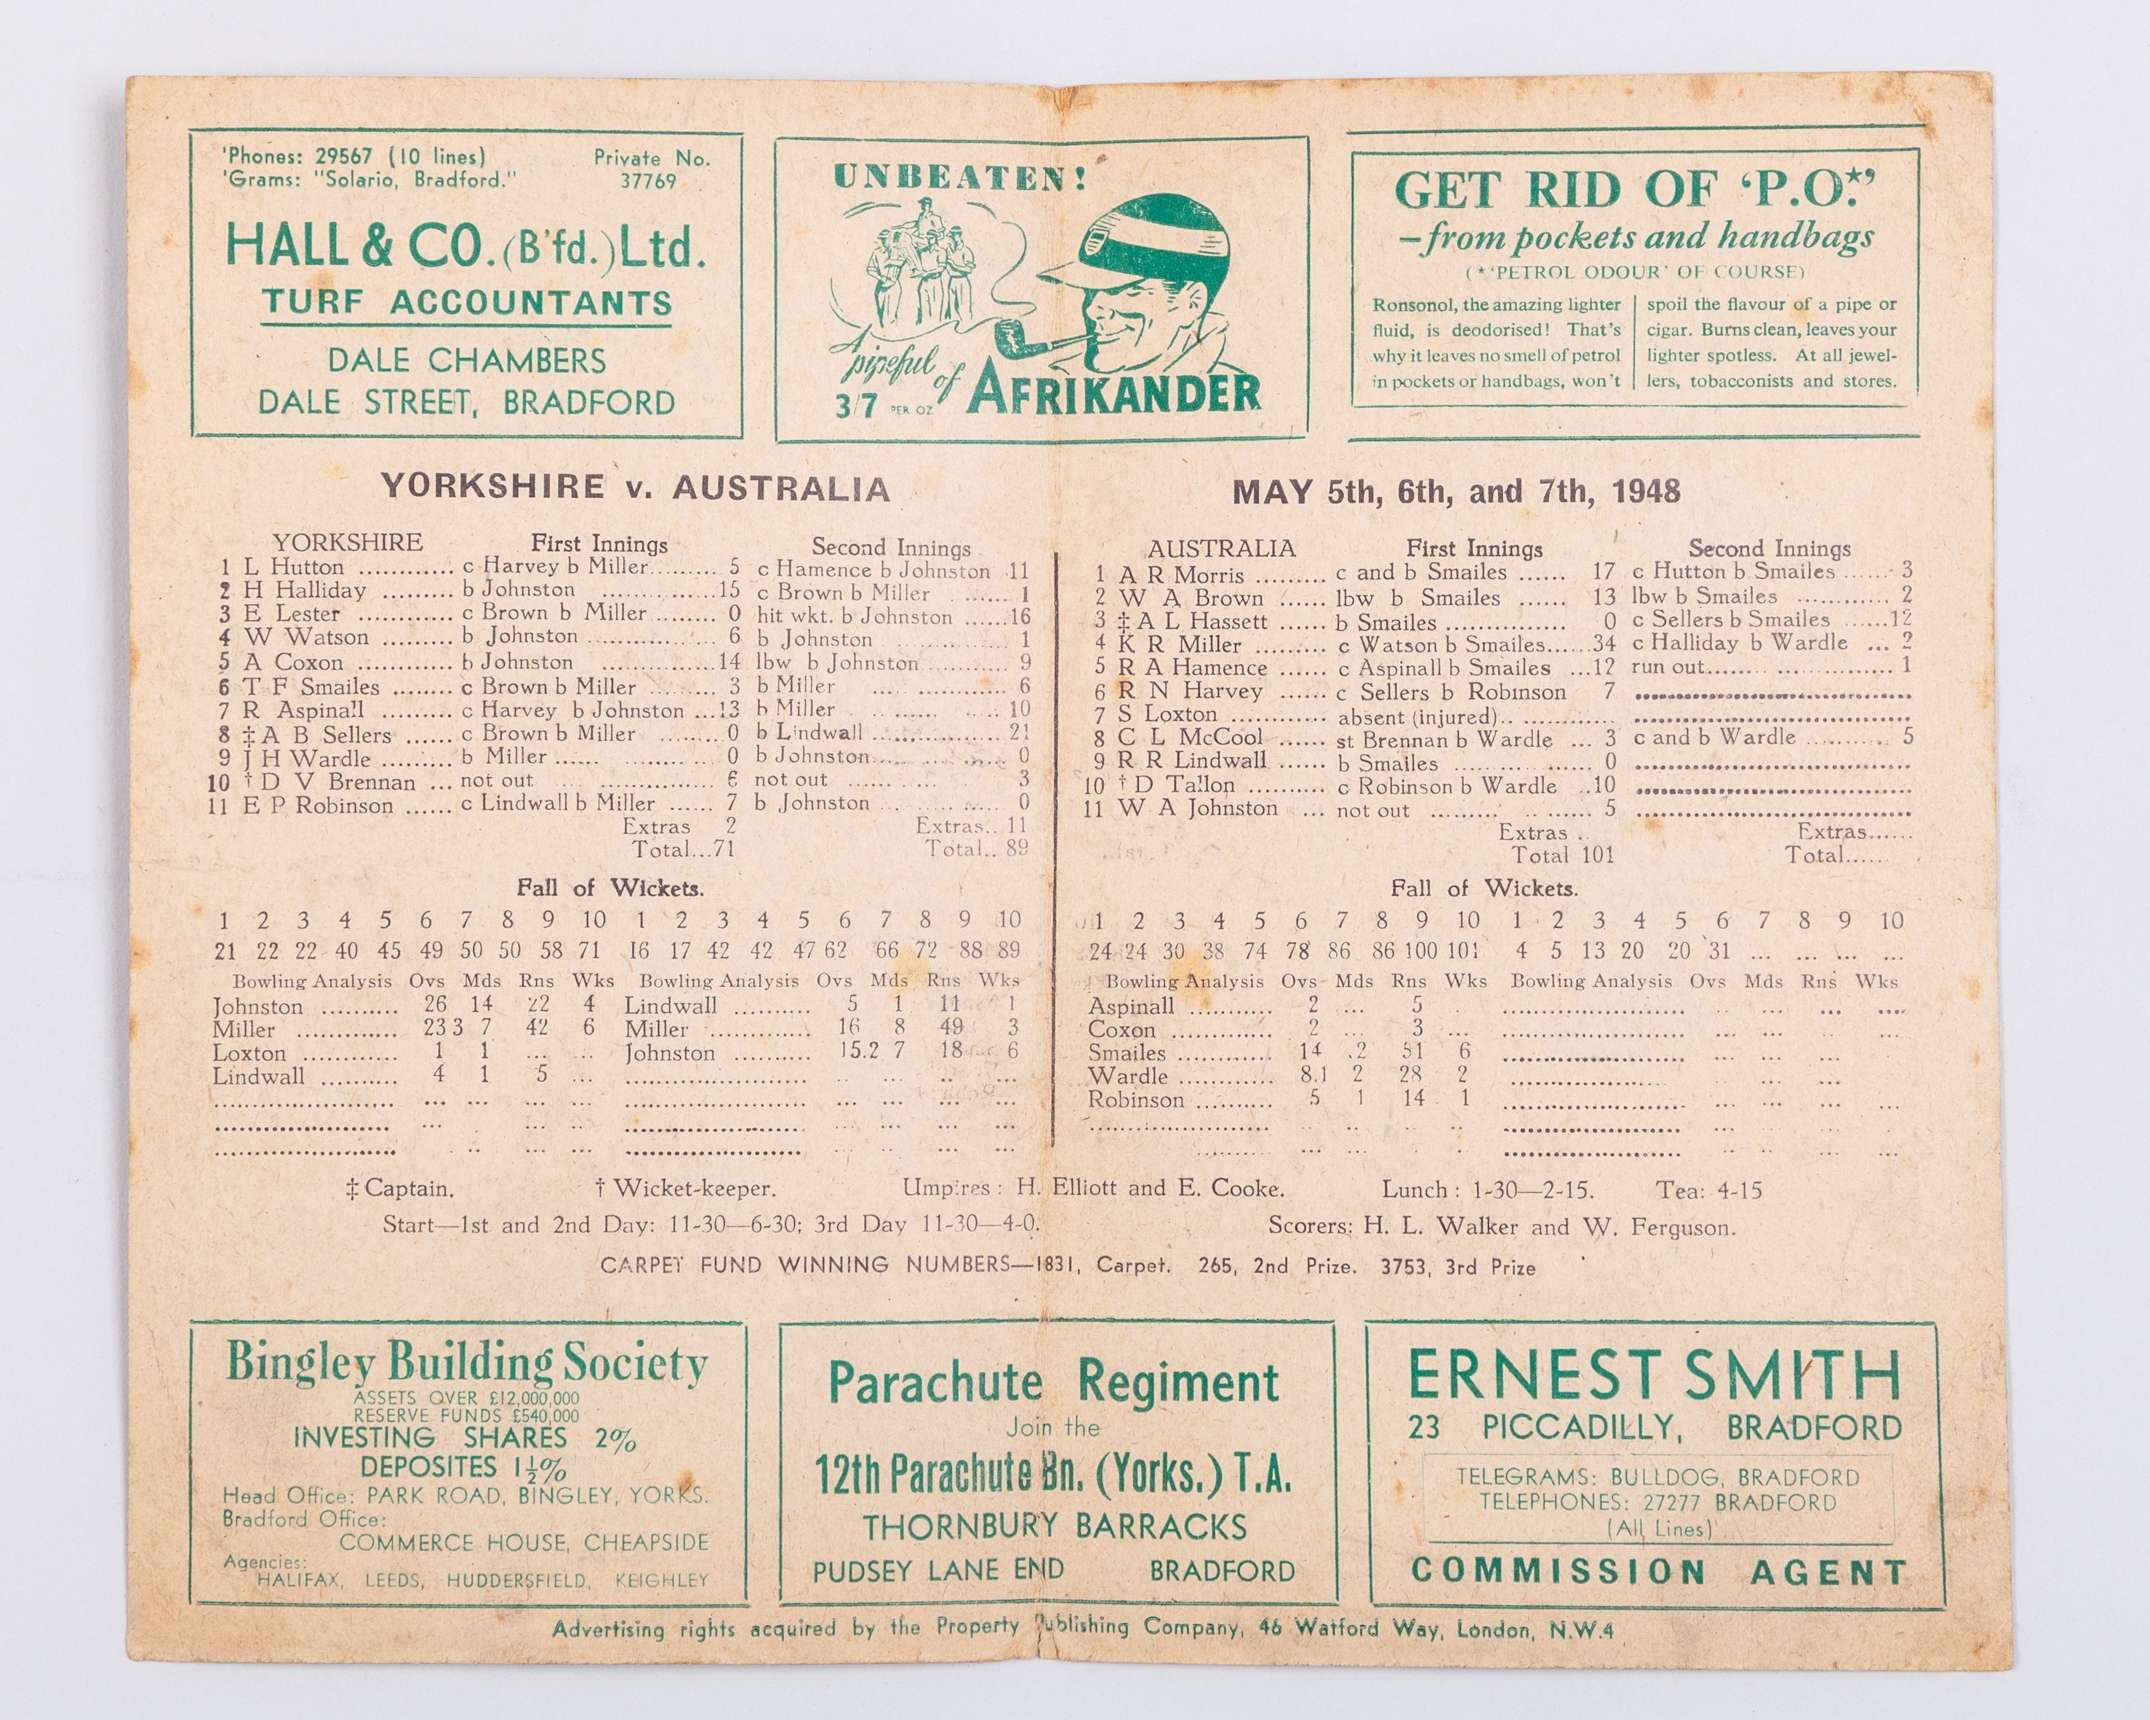 'Phones: 29567 (10 lines) Private No.
'Grams: "Solario, Bradford." 37769
HALL & CO. (B'fd.) Ltd.
TURF ACCOUNTANTS
DALE CHAMBERS
DALE STREET, BRADFORD
UNBEATEN!
A pipeful of AFRIKANDER
3/7 PER OZ
GET RID OF 'P.O.*'
—from pockets and handbags
(*'PETROL ODOUR' OF COURSE)
Ronsonol, the amazing lighter
fluid, is deodorised! That's
why it leaves no smell of petrol
in pockets or handbags, won't
spoil the flavour of a pipe or
cigar. Burns clean, leaves your
lighter spotless. At all jewel-
lers, tobacconists and stores.
YORKSHIRE v. AUSTRALIA
YORKSHIRE First Innings Second Innings
1 L Hutton ............ c Harvey b Miller......... 5 c Hamence b Johnston 11
2 H Halliday ......... b Johnston ...............15 c Brown b Miller ....... 1
3 E Lester ............ c Brown b Miller ........ 0 hit wkt. b Johnston ......16
4 W Watson ......... b Johnston ............... 6 b Johnston ............... 1
5 A Coxon ............ b Johnston ...............14 lbw b Johnston ........... 9
6 T F Smailes ........ c Brown b Miller ......... 3 b Miller .... ............ 6
7 R Aspinall ......... c Harvey b Johnston ...13 b Miller . .. ...... ..... 10
8 ‡A B Sellers ...... c Brown b Miller ........ 0 b Lindwall .................. 21
9 J H Wardle ......... b Miller ...... ......... .. 0 b Johnston...... ...... 0
10 †D V Brennan ... not out .... ............... 6 not out ...... .. ... 3
11 E P Robinson ...... c Lindwall b Miller ...... 7 b Johnston ... ...... ..... 0
Extras 2 Extras.. 11
Total...71 Total.. 89
Fall of Wickets.
1 2 3 4 5 6 7 8 9 10 1 2 3 4 5 6 7 8 9 10
21 22 22 40 45 49 50 50 58 71 16 17 42 42 47 62 66 72 88 89
Bowling Analysis Ovs Mds Rns Wks Bowling Analysis Ovs Mds Rns Wks
Johnston .......... 26 14 22 4 Lindwall .......... 5 1 11 1
Miller ............. 23 3 7 42 6 Miller ............. 16 8 49 3
Loxton ............ 1 1 ... ... Johnston .......... 15.2 7 18 6
Lindwall .......... 4 1 5 ...
MAY 5th, 6th, and 7th, 1948
AUSTRALIA First Innings Second Innings
1 A R Morris ......... c and b Smailes ...... 17 c Hutton b Smailes ...... 3
2 W A Brown ...... lbw b Smailes ...... 13 lbw b Smailes ............ 2
3 ‡A L Hassett ...... b Smailes ............... 0 c Sellers b Smailes ......12
4 K R Miller ......... c Watson b Smailes......34 c Halliday b Wardle ... 2
5 R A Hamence ...... c Aspinall b Smailes ...12 run out........ ............... 1
6 R N Harvey ...... c Sellers b Robinson 7
7 S Loxton ............ absent (injured).. ............
8 C L McCool ...... st Brennan b Wardle ... 3 c and b Wardle ........... 5
9 R R Lindwall ...... b Smailes ............ ...... 0
10 †D Tallon .......... c Robinson b Wardle ..10
11 W A Johnston ... not out ......... .. ...... 5
Extras .. Extras......
Total 101 Total......
Fall of Wickets.
1 2 3 4 5 6 7 8 9 10 1 2 3 4 5 6 7 8 9 10
24 24 30 38 74 78 86 86 100 101 4 5 13 20 20 31 ... ... ... ...
Bowling Analysis Ovs Mds Rns Wks Bowling Analysis Ovs Mds Rns Wks
Aspinall ........... 2 .... 5
Coxon ............. 2 ... 3 ...
Smailes ............ 14 2 51 6
Wardle ............ 8.1 2 28 2
Robinson .......... 5 1 14 1
‡ Captain. † Wicket-keeper. Umpires : H. Elliott and E. Cooke. Lunch : 1-30—2-15. Tea: 4-15
Start—1st and 2nd Day: 11-30—6-30; 3rd Day 11-30—4-0. Scorers: H. L. Walker and W. Ferguson.
CARPET FUND WINNING NUMBERS—1831, Carpet. 265, 2nd Prize. 3753, 3rd Prize
Bingley Building Society
ASSETS OVER £12,000,000
RESERVE FUNDS £540,000
INVESTING SHARES 2%
DEPOSITES 1½%
Head Office: PARK ROAD, BINGLEY, YORKS.
Bradford Office:
COMMERCE HOUSE, CHEAPSIDE
Agencies:
HALIFAX, LEEDS, HUDDERSFIELD, KEIGHLEY
Parachute Regiment
Join the
12th Parachute Bn. (Yorks.) T.A.
THORNBURY BARRACKS
PUDSEY LANE END BRADFORD
ERNEST SMITH
23 PICCADILLY, BRADFORD
TELEGRAMS: BULLDOG, BRADFORD
TELEPHONES: 27277 BRADFORD
(All Lines)
COMMISSION AGENT
Advertising rights acquired by the Property Publishing Company, 46 Watford Way, London, N.W.4